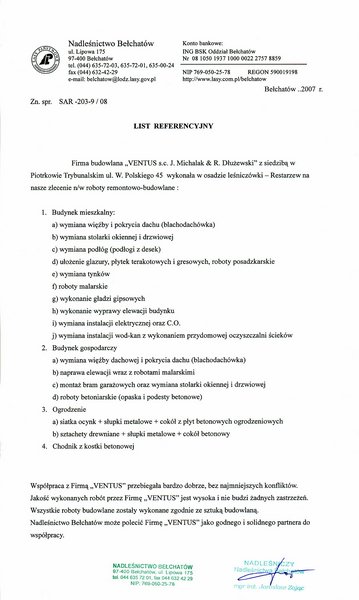 Nadleśnictwo Bełchatów
ul. Lipowa 175
97-400 Bełchatów
tel. (044) 635-72-03, 635-72-01, 635-00-24
fax (044) 632-42-29
e-mail: belchatow@lodz.lasy.gov.pl
Konto bankowe:
ING BSK Oddział Bełchatów
Nr 08 1050 1937 1000 0022 2757 8859
NIP 769-050-25-78 REGON 590019198
http://www.lasy.com.pl/belchatow
Bełchatów ..2007 r.
Zn. spr. SAR -203-9 / 08
LIST REFERENCYJNY
Firma budowlana „VENTUS s.c. J. Michalak & R. Dłużewski" z siedzibą w
Piotrkowie Trybunalskim ul. W. Polskiego 45 wykonała w osadzie leśniczówki – Restarzew na
nasze zlecenie n/w roboty remontowo-budowlane :
1. Budynek mieszkalny:
a) wymiana więźby i pokrycia dachu (blachodachówka)
b) wymiana stolarki okiennej i drzwiowej
c) wymiana podłóg (podłogi z desek)
d) ułożenie glazury, płytek terakotowych i gresowych, roboty posadzkarskie
e) wymiana tynków
f) roboty malarskie
g) wykonanie gładzi gipsowych
h) wykonanie wyprawy elewacji budynku
i) wymiana instalacji elektrycznej oraz C.O.
j) wymiana instalacji wod-kan z wykonaniem przydomowej oczyszczalni ścieków
2. Budynek gospodarczy
a) wymiana więźby dachowej i pokrycia dachu (blachodachówka)
b) naprawa elewacji wraz z robotami malarskimi
c) montaż bram garażowych oraz wymiana stolarki okiennej i drzwiowej
d) roboty betoniarskie (opaska i podesty betonowe)
3. Ogrodzenie
a) siatka ocynk + słupki metalowe + cokół z płyt betonowych ogrodzeniowych
b) sztachety drewniane + słupki metalowe + cokół betonowy
4. Chodnik z kostki betonowej
Współpraca z Firmą „VENTUS" przebiegała bardzo dobrze, bez najmniejszych konfliktów.
Jakość wykonanych robót przez Firmę „VENTUS" jest wysoka i nie budzi żadnych zastrzeżeń.
Wszystkie roboty budowlane zostały wykonane zgodnie ze sztuką budowlaną.
Nadleśnictwo Bełchatów może polecić Firmę „VENTUS" jako godnego i solidnego partnera do
współpracy.
NADLEŚNICTWO BEŁCHATÓW
97-400 Bełchatów, ul. Lipowa 175
tel. 044 635 72 01, fax 044 632 42 29
NIP: 769-050-25-78
NADLEŚNICZY
mgr inż. Jarosław Zając